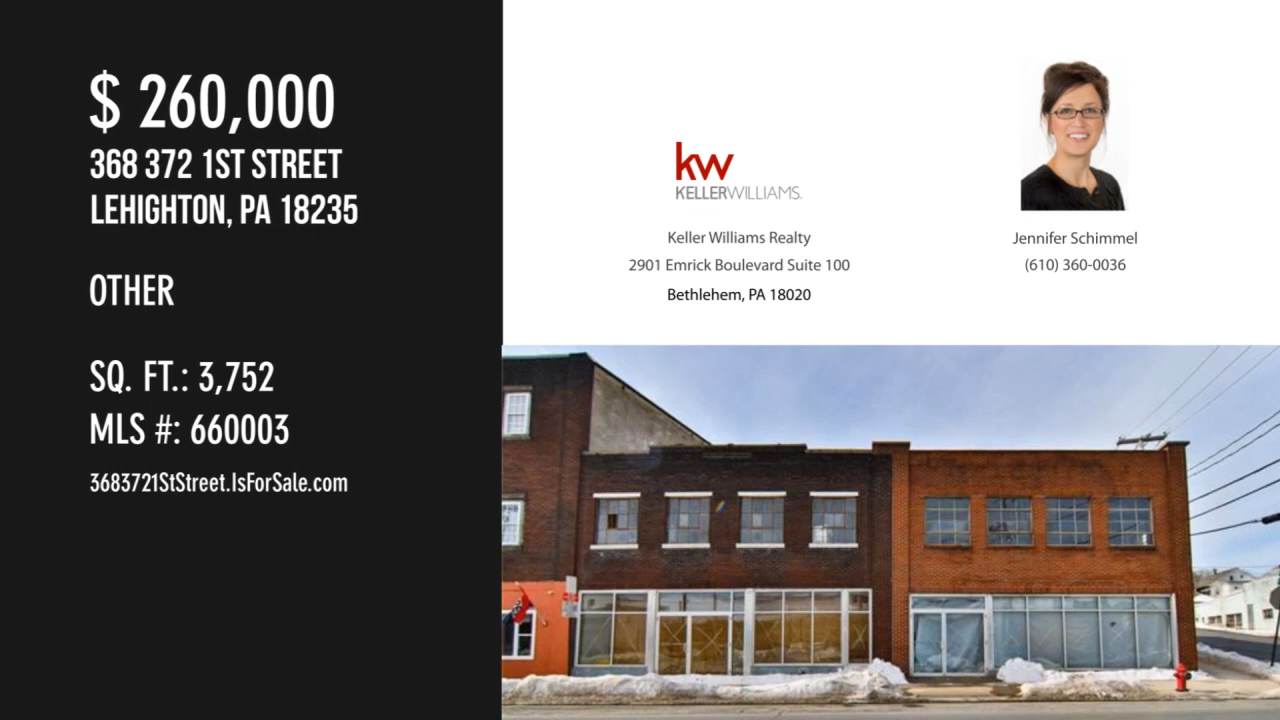 $ 260,000
368 372 1ST STREET
LEHIGHTON, PA 18235
OTHER
SQ. FT.: 3,752
MLS #: 660003
3683721StStreet.IsForSale.com
kw
KELLERWILLIAMS.
Keller Williams Realty
2901 Emrick Boulevard Suite 100
Bethlehem, PA 18020
Jennifer Schimmel
(610) 360-0036